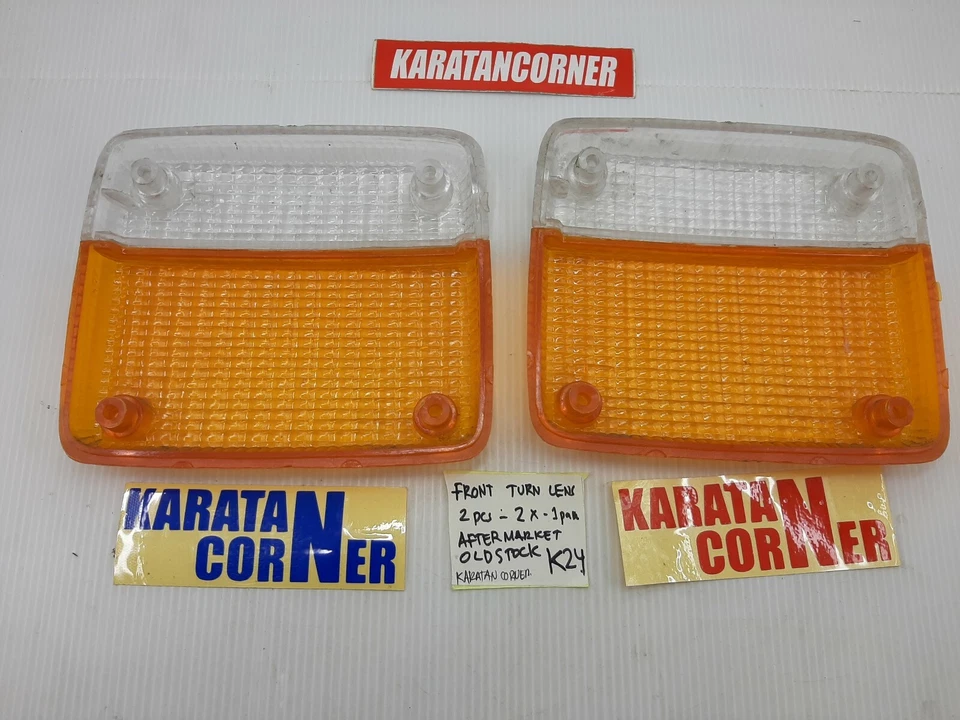 KARATANCORNER
KARATAN
CORNER
FRONT TURN LENS
2 pcs = 2 x - 1 pair
AFTERMARKET
OLDSTOCK K24
KARATAN CORNER
KARATAN
CORNER